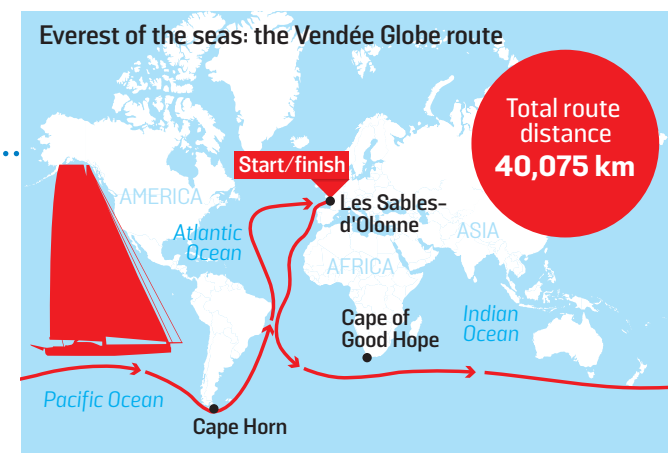 Everest of the seas: the Vendée Globe route
Total route
distance
40,075 km
Start/finish
Les Sables-
d'Olonne
AMERICA
Atlantic
Ocean
ASIA
AFRICA
Cape of
Good Hope
Indian
Ocean
Pacific Ocean
Cape Horn